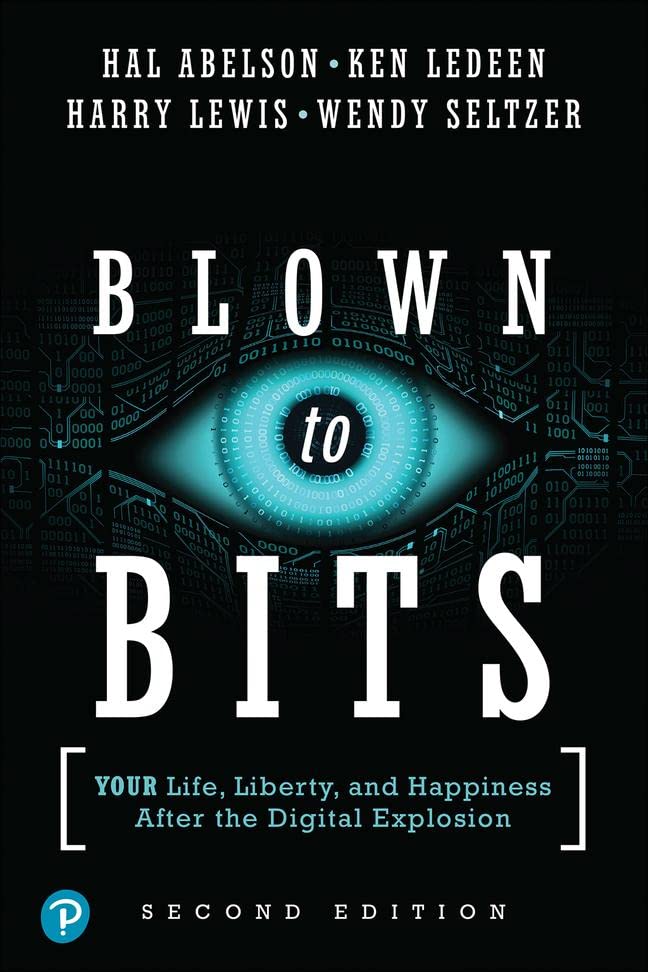 HAL ABELSON • KEN LEDEEN
HARRY LEWIS • WENDY SELTZER
BLOWN
to
BITS
[YOUR Life, Liberty, and Happiness
After the Digital Explosion]
P
SECOND EDITION